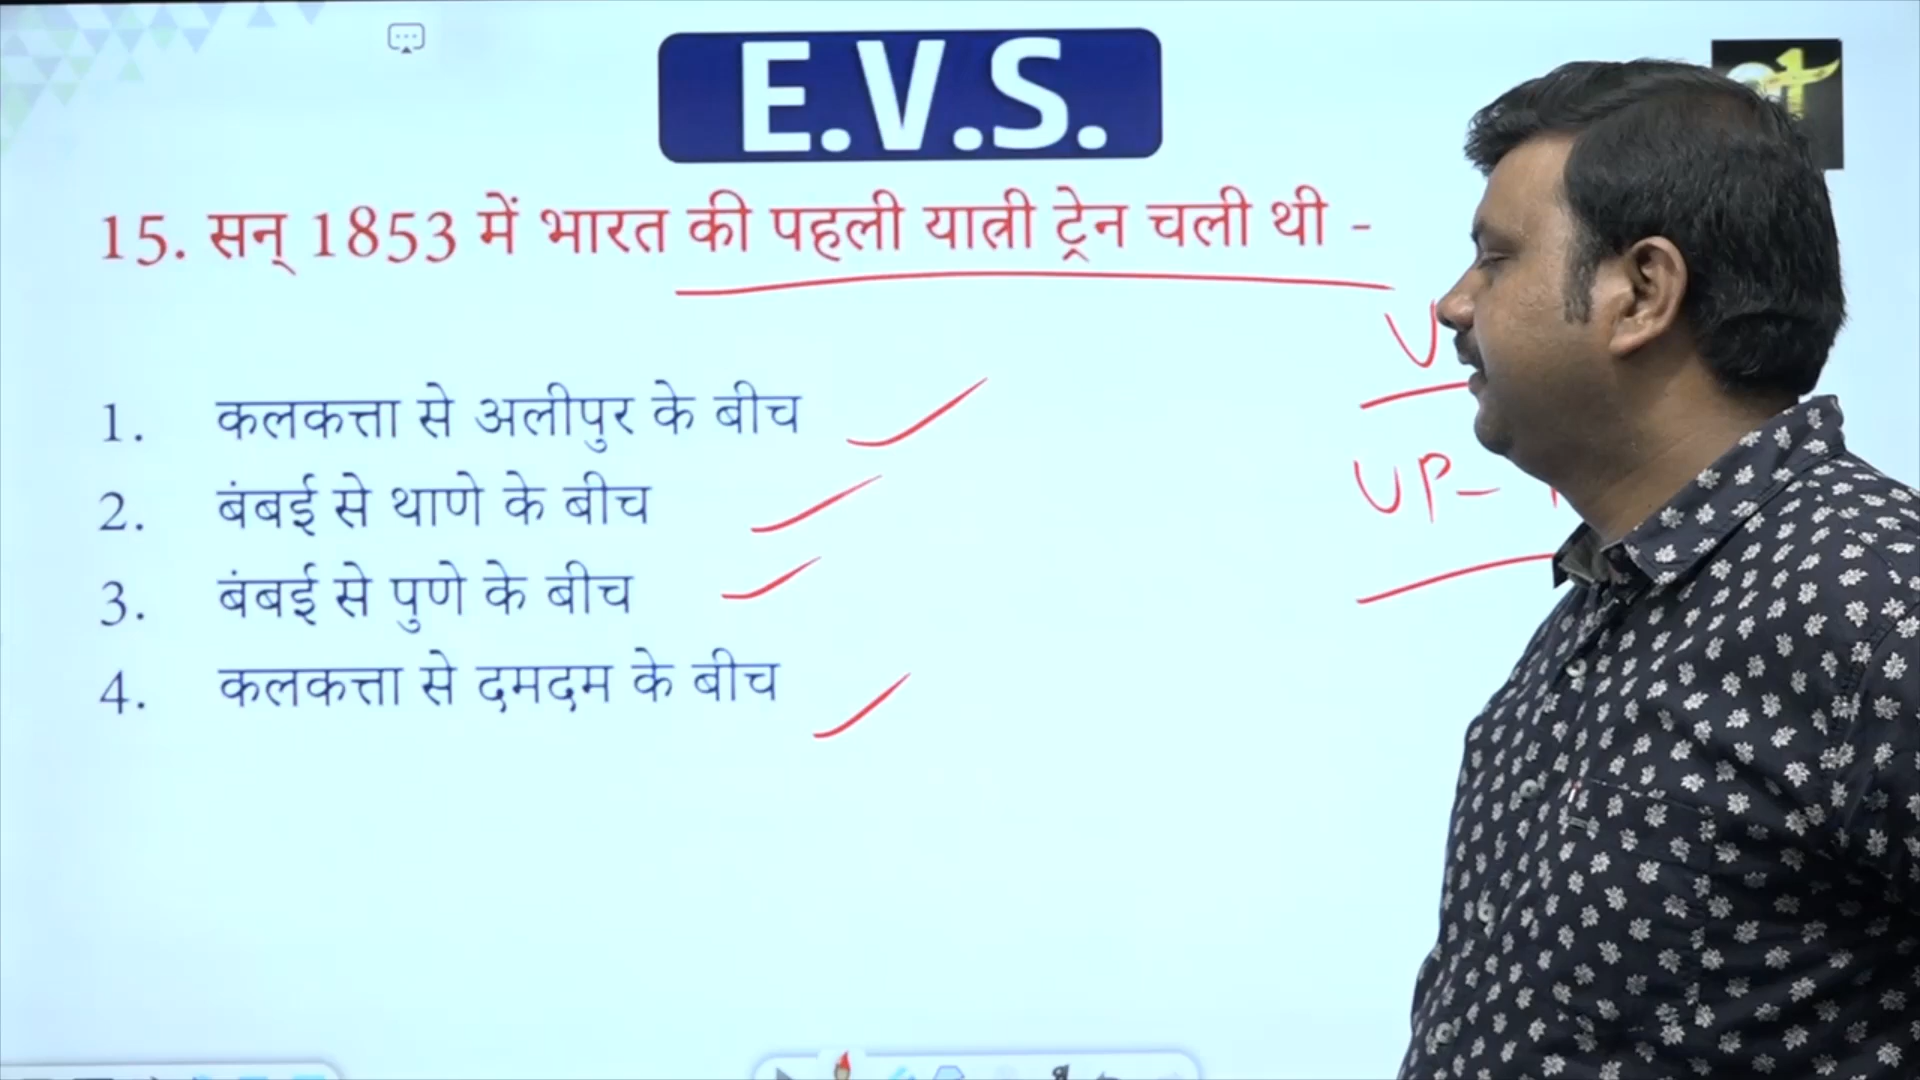 E.V.S.
15. सन् 1853 में भारत की पहली यात्री ट्रेन चली थी -
1. कलकत्ता से अलीपुर के बीच
2. बंबई से थाणे के बीच
3. बंबई से पुणे के बीच
4. कलकत्ता से दमदम के बीच
UP-